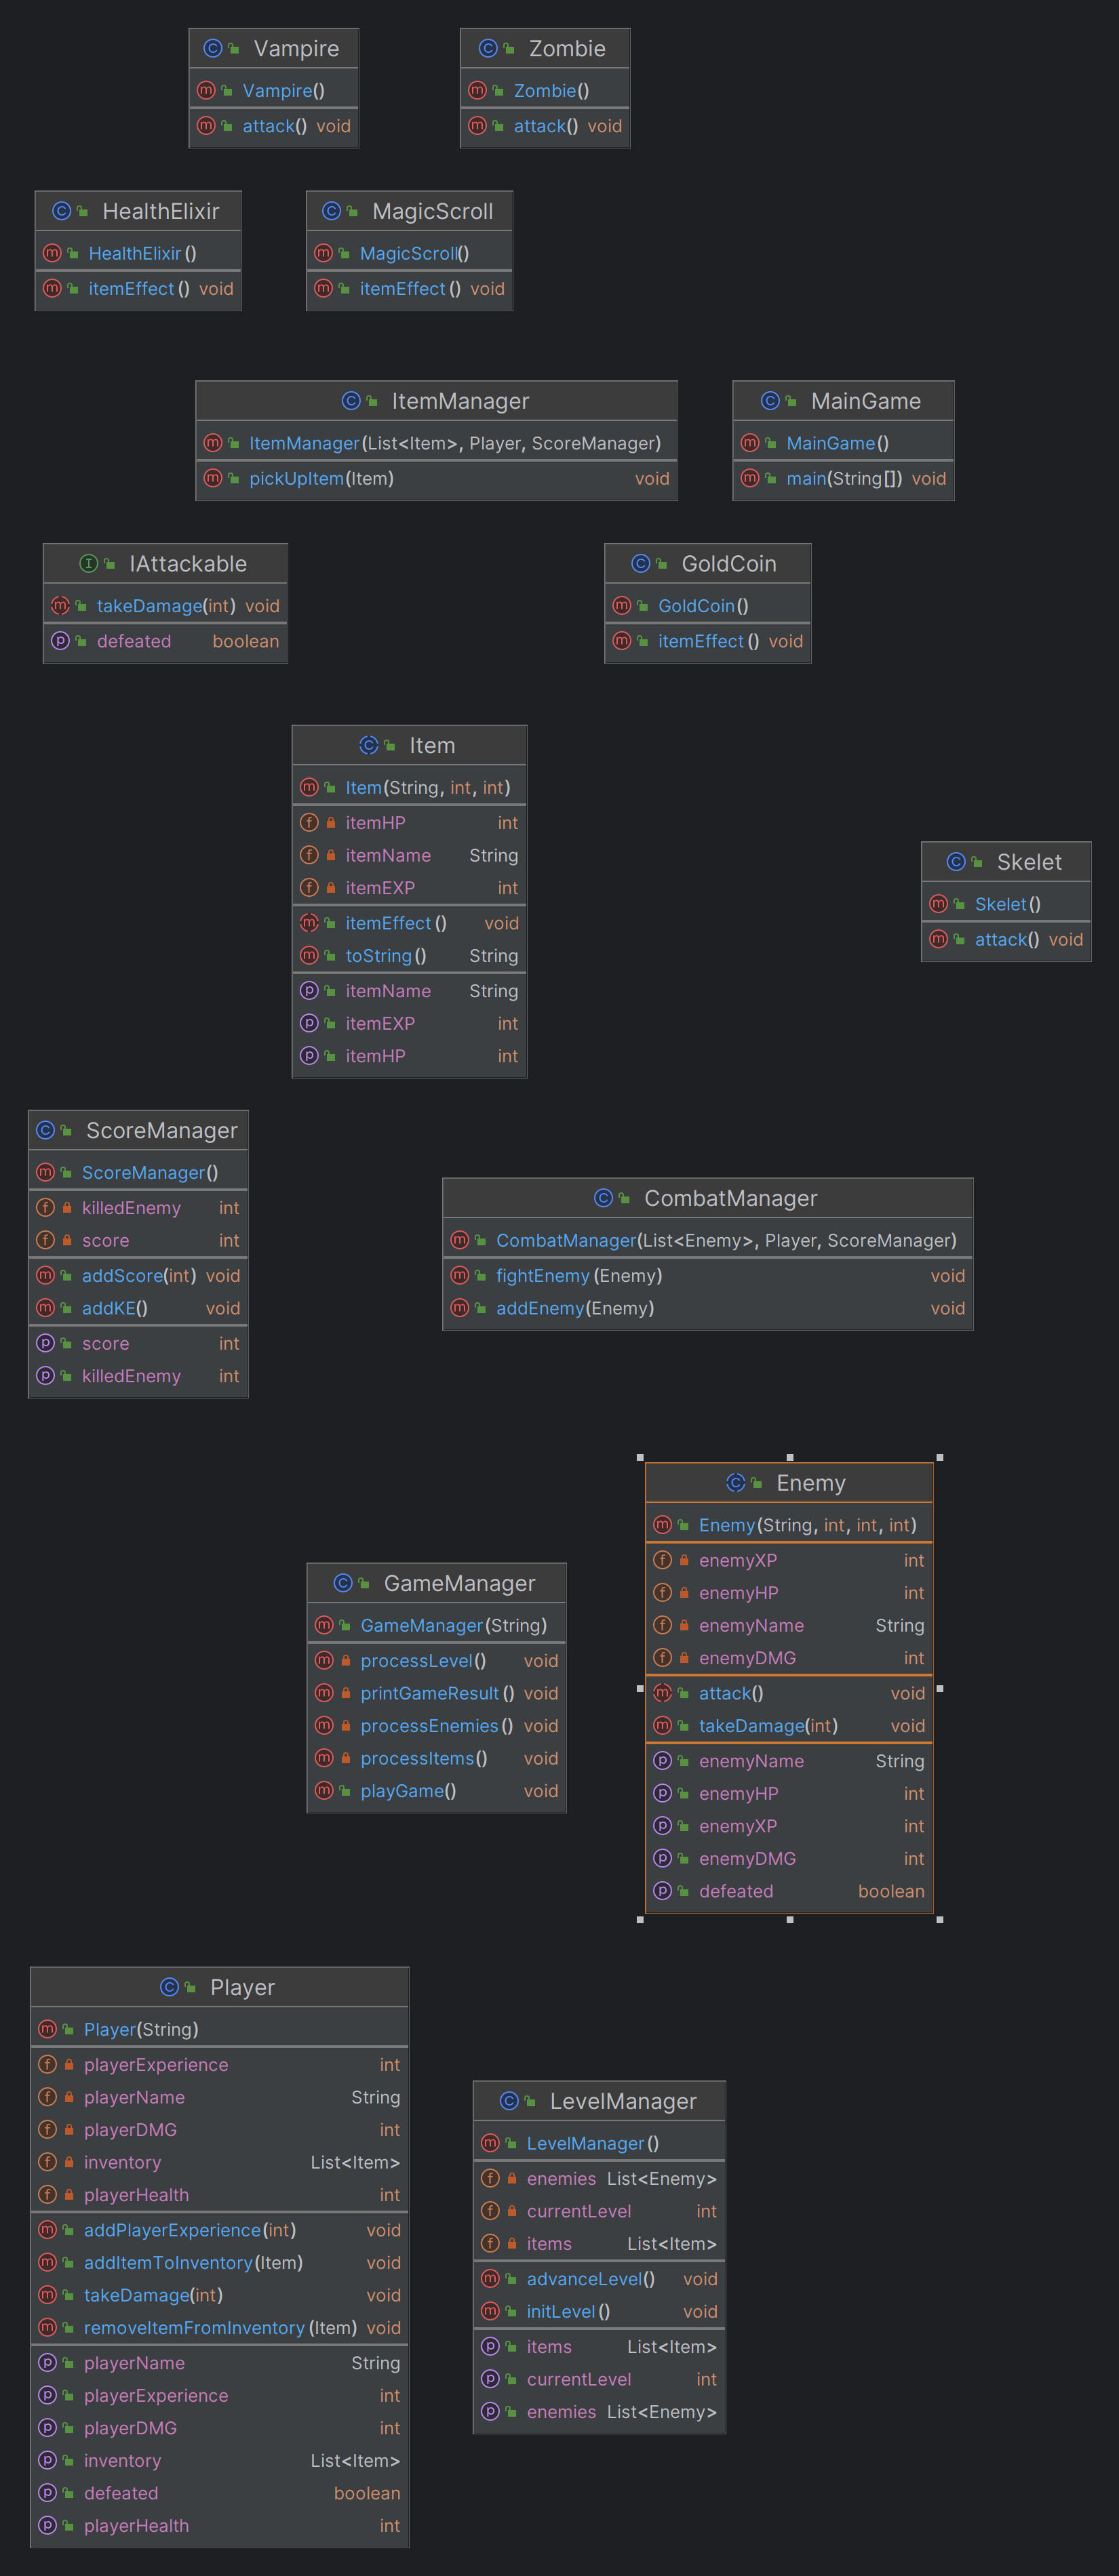 Vampire
Vampire()
attack() void
Zombie
Zombie()
attack() void
HealthElixir
HealthElixir()
itemEffect() void
MagicScroll
MagicScroll()
itemEffect() void
ItemManager
ItemManager(List<Item>, Player, ScoreManager)
pickUpItem(Item) void
MainGame
MainGame()
main(String[]) void
IAttackable
takeDamage(int) void
defeated boolean
GoldCoin
GoldCoin()
itemEffect() void
Item
Item(String, int, int)
itemHP int
itemName String
itemEXP int
itemEffect() void
toString() String
itemName String
itemEXP int
itemHP int
Skelet
Skelet()
attack() void
ScoreManager
ScoreManager()
killedEnemy int
score int
addScore(int) void
addKE() void
score int
killedEnemy int
CombatManager
CombatManager(List<Enemy>, Player, ScoreManager)
fightEnemy(Enemy) void
addEnemy(Enemy) void
Enemy
Enemy(String, int, int, int)
enemyXP int
enemyHP int
enemyName String
enemyDMG int
attack() void
takeDamage(int) void
enemyName String
enemyHP int
enemyXP int
enemyDMG int
defeated boolean
GameManager
GameManager(String)
processLevel() void
printGameResult() void
processEnemies() void
processItems() void
playGame() void
Player
Player(String)
playerExperience int
playerName String
playerDMG int
inventory List<Item>
playerHealth int
addPlayerExperience(int) void
addItemToInventory(Item) void
takeDamage(int) void
removeItemFromInventory(Item) void
playerName String
playerExperience int
playerDMG int
inventory List<Item>
defeated boolean
playerHealth int
LevelManager
LevelManager()
enemies List<Enemy>
currentLevel int
items List<Item>
advanceLevel() void
initLevel() void
items List<Item>
currentLevel int
enemies List<Enemy>